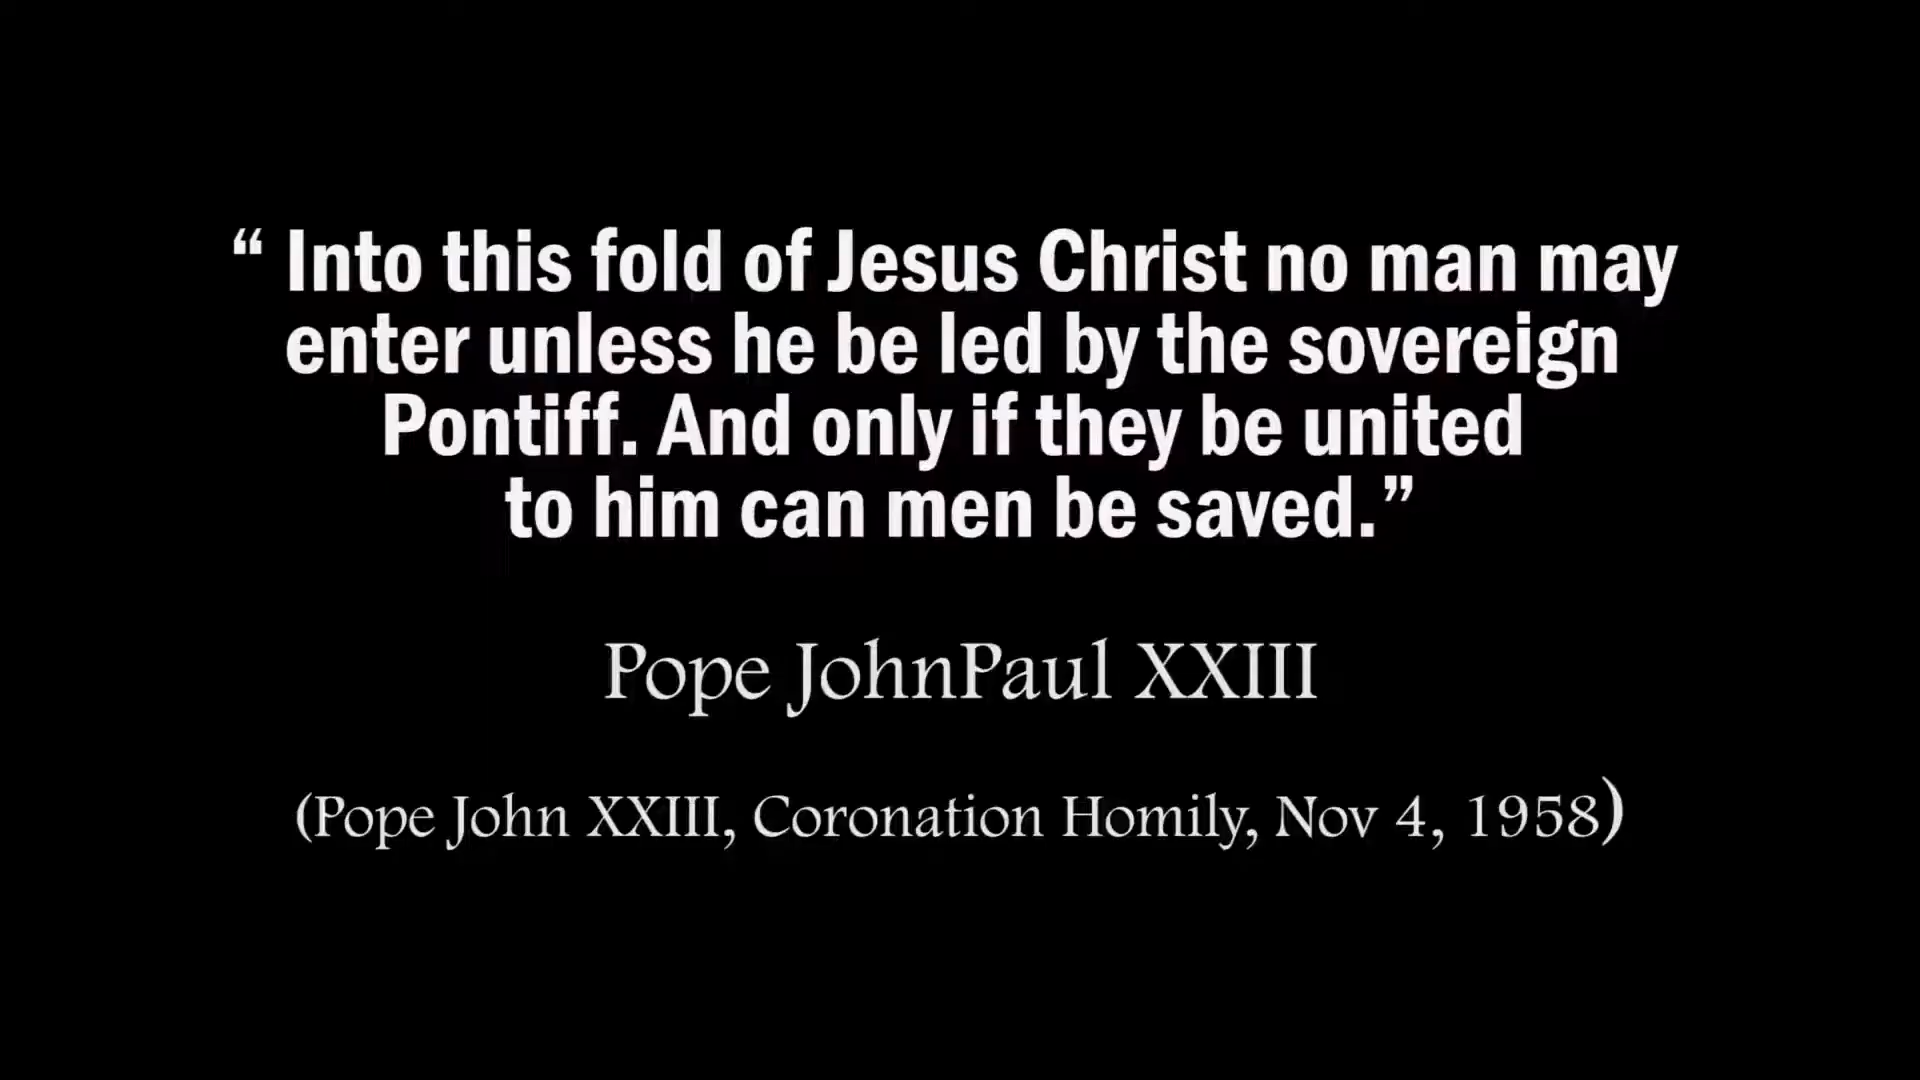 “ Into this fold of Jesus Christ no man may
enter unless he be led by the sovereign
Pontiff. And only if they be united
to him can men be saved.”
Pope JohnPaul XXIII
(Pope John XXIII, Coronation Homily, Nov 4, 1958)